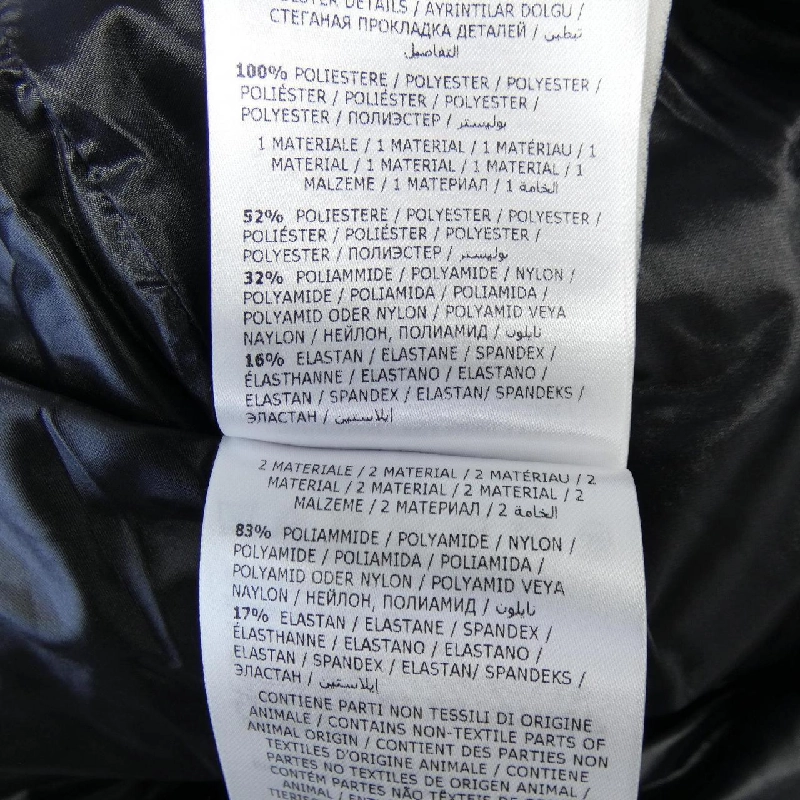 DETAILS / AYRINTILAR DOLGU /
СТЕГАНАЯ ПРОКЛАДКА ДЕТАЛЕЙ / تبطين
التفاصيل
100% POLIESTERE / POLYESTER / POLYESTER /
POLIÉSTER / POLIÉSTER / POLYESTER /
POLYESTER / ПОЛИЭСТЕР / بوليستر
1 MATERIALE / 1 MATERIAL / 1 MATÉRIAU / 1
MATERIAL / 1 MATERIAL / 1 MATERIAL / 1
MALZEME / 1 МАТЕРИАЛ / 1 الخامة
52% POLIESTERE / POLYESTER / POLYESTER /
POLIÉSTER / POLIÉSTER / POLYESTER /
POLYESTER / ПОЛИЭСТЕР / بوليستر
32% POLIAMMIDE / POLYAMIDE / NYLON /
POLYAMIDE / POLIAMIDA / POLIAMIDA /
POLYAMID ODER NYLON / POLYAMID VEYA
NAYLON / НЕЙЛОН, ПОЛИАМИД / نايلون
16% ELASTAN / ELASTANE / SPANDEX /
ÉLASTHANNE / ELASTANO / ELASTANO /
ELASTAN / SPANDEX / ELASTAN/ SPANDEKS /
ЭЛАСТАН / إيلاستين
2 MATERIALE / 2 MATERIAL / 2 MATÉRIAU / 2
MATERIAL / 2 MATERIAL / 2 MATERIAL / 2
MALZEME / 2 МАТЕРИАЛ / 2 الخامة
83% POLIAMMIDE / POLYAMIDE / NYLON /
POLYAMIDE / POLIAMIDA / POLIAMIDA /
POLYAMID ODER NYLON / POLYAMID VEYA
NAYLON / НЕЙЛОН, ПОЛИАМИД / نايلون
17% ELASTAN / ELASTANE / SPANDEX /
ÉLASTHANNE / ELASTANO / ELASTANO /
ELASTAN / SPANDEX / ELASTAN/ SPANDEKS /
ЭЛАСТАН / إيلاستين
CONTIENE PARTI NON TESSILI DI ORIGINE
ANIMALE / CONTAINS NON-TEXTILE PARTS OF
ANIMAL ORIGIN / CONTIENT DES PARTIES NON
TEXTILES D'ORIGINE ANIMALE / CONTIENE
PARTES NO TEXTILES DE ORIGEN ANIMAL /
CONTÉM PARTES NÃO TÊXTEIS DE